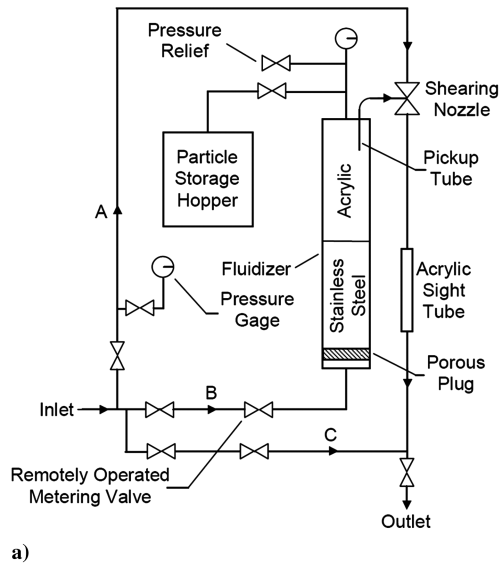 Pressure
Relief
Shearing
Nozzle
Particle
Storage
Hopper
Acrylic
Pickup
Tube
A
Fluidizer
Stainless
Steel
Acrylic
Sight
Tube
Pressure
Gage
Porous
Plug
Inlet
B
C
Remotely Operated
Metering Valve
Outlet
a)